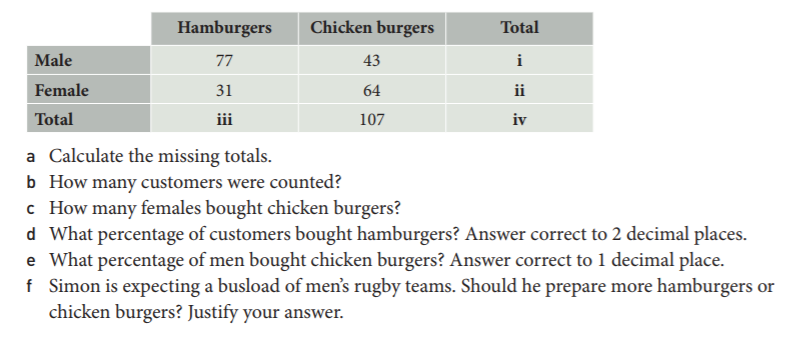 Hamburgers Chicken burgers Total
Male 77 43 i
Female 31 64 ii
Total iii 107 iv
a Calculate the missing totals.
b How many customers were counted?
c How many females bought chicken burgers?
d What percentage of customers bought hamburgers? Answer correct to 2 decimal places.
e What percentage of men bought chicken burgers? Answer correct to 1 decimal place.
f Simon is expecting a busload of men’s rugby teams. Should he prepare more hamburgers or
chicken burgers? Justify your answer.